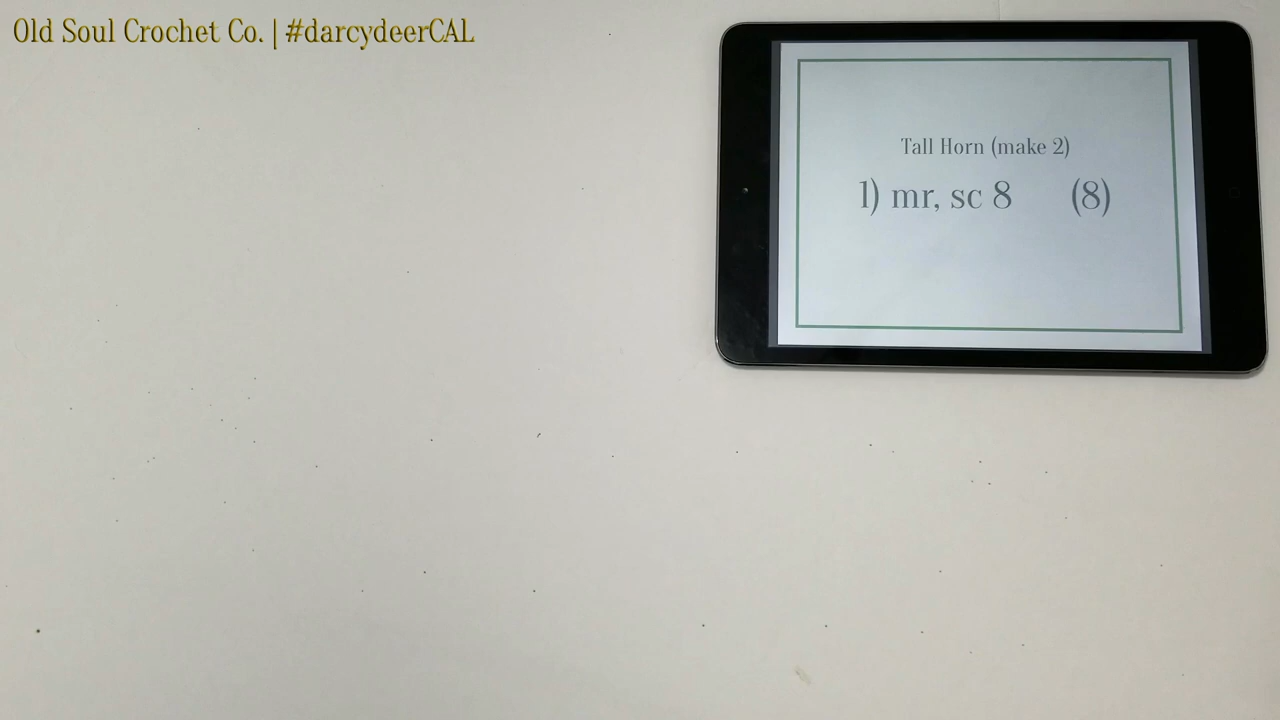 Old Soul Crochet Co. | #darcydeerCAL
Tall Horn (make 2)
1) mr, sc 8 (8)